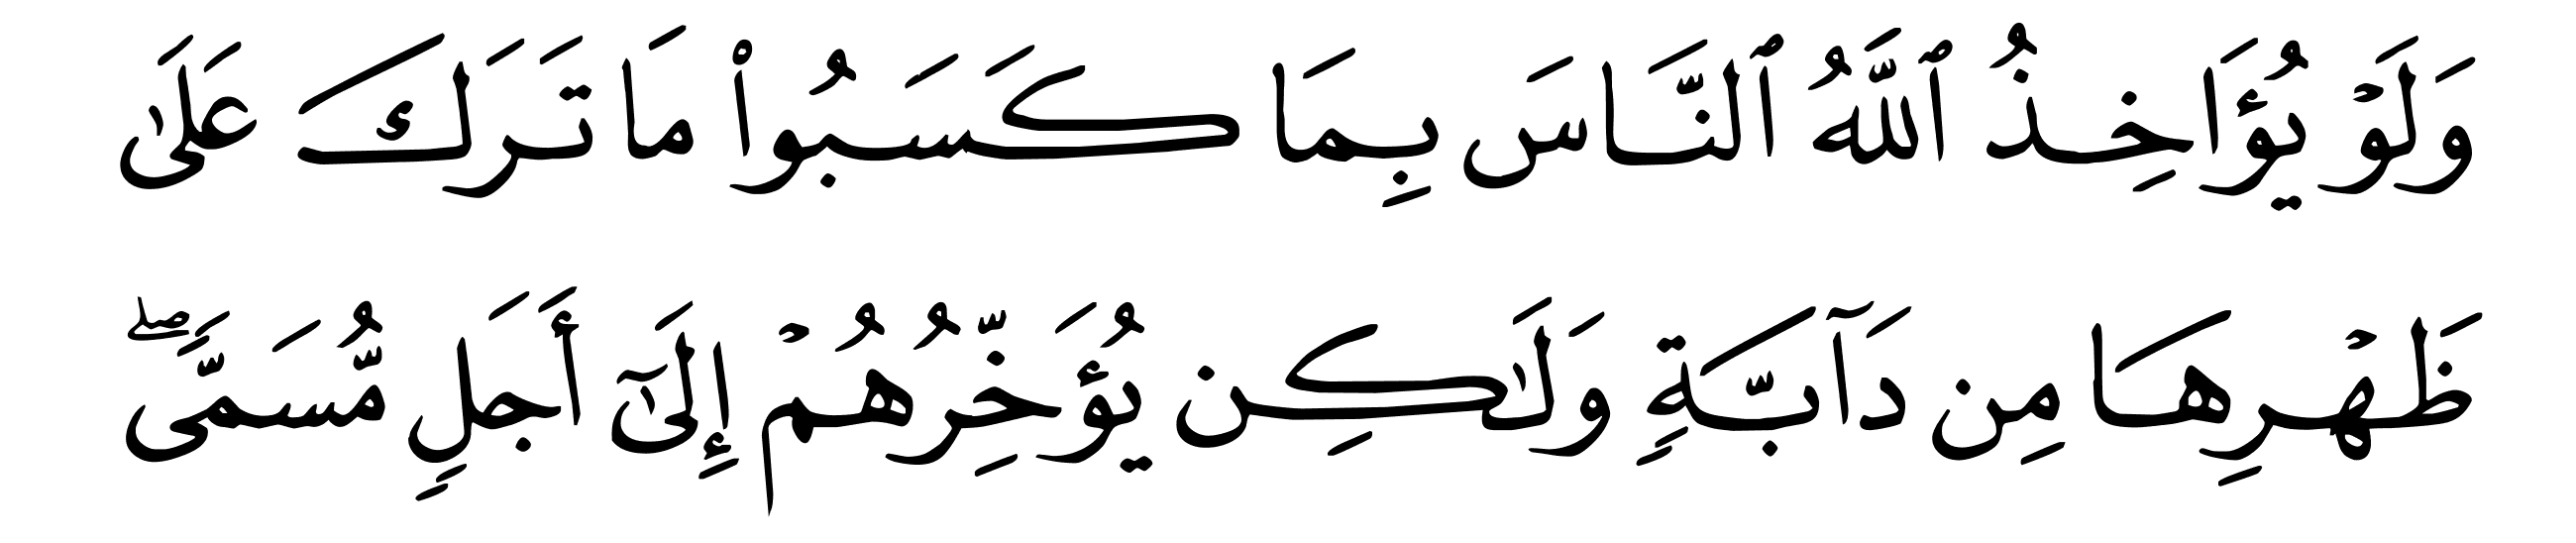 وَلَوۡ يُؤَاخِذُ ٱللَّهُ ٱلنَّاسَ بِمَا كَسَبُواْ مَا تَرَكَ عَلَىٰ
ظَهۡرِهَا مِن دَآبَّةٖ وَلَٰكِن يُؤَخِّرُهُمۡ إِلَىٰٓ أَجَلٖ مُّسَمّٗىۖ